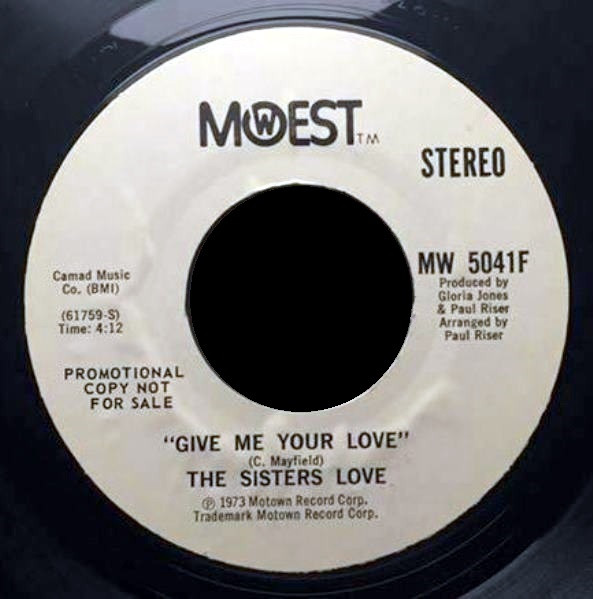 MOWEST TM
STEREO
MW 5041F
Produced by
Gloria Jones
& Paul Riser
Arranged by
Paul Riser
Camad Music
Co. (BMI)
(61759-S)
Time: 4:12
PROMOTIONAL
COPY NOT
FOR SALE
"GIVE ME YOUR LOVE"
(C. Mayfield)
THE SISTERS LOVE
℗ 1973 Motown Record Corp.
Trademark Motown Record Corp.